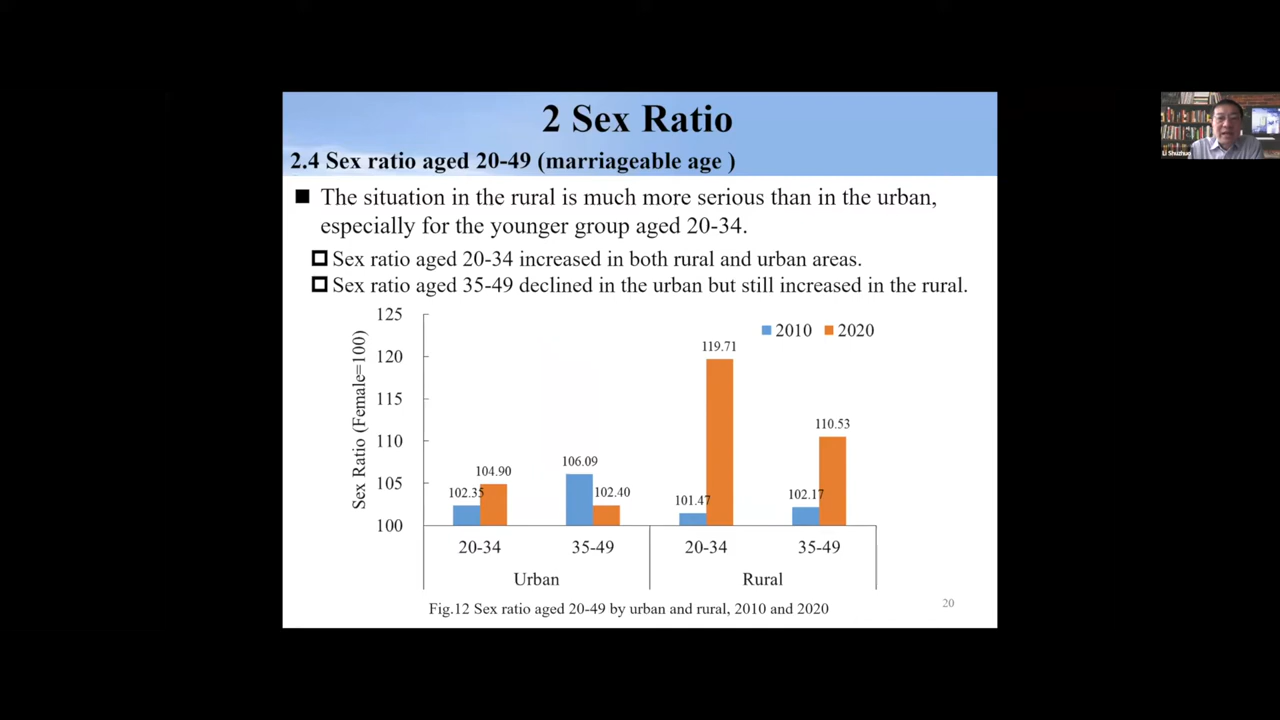 2 Sex Ratio
2.4 Sex ratio aged 20-49 (marriageable age )
■ The situation in the rural is much more serious than in the urban,
especially for the younger group aged 20-34.
Sex ratio aged 20-34 increased in both rural and urban areas.
Sex ratio aged 35-49 declined in the urban but still increased in the rural.
Sex Ratio (Female=100)
125
120
115
110
105
100
2010 2020
102.35
104.90
106.09
102.40
101.47
119.71
102.17
110.53
20-34 35-49 20-34 35-49
Urban Rural
Fig.12 Sex ratio aged 20-49 by urban and rural, 2010 and 2020
20
Li Shuzhuo